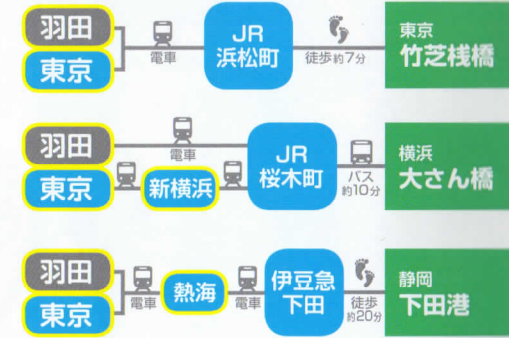 羽田
東京
電車
JR
浜松町
徒歩約7分
東京
竹芝桟橋
羽田
東京
電車
新横浜
JR
桜木町
バス
約10分
横浜
大さん橋
羽田
東京
電車
熱海
電車
伊豆急
下田
徒歩
約20分
静岡
下田港